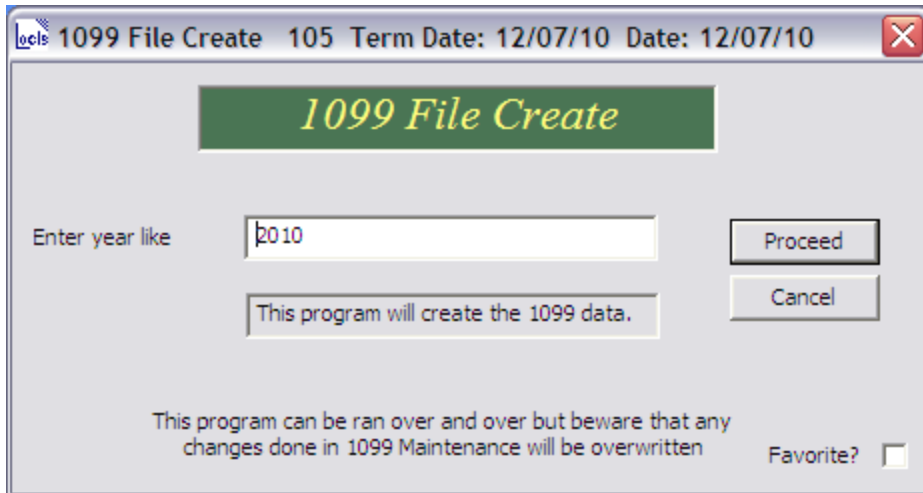 ocls 1099 File Create 105 Term Date: 12/07/10 Date: 12/07/10
1099 File Create
Enter year like
2010
Proceed
This program will create the 1099 data.
Cancel
This program can be ran over and over but beware that any
changes done in 1099 Maintenance will be overwritten
Favorite?